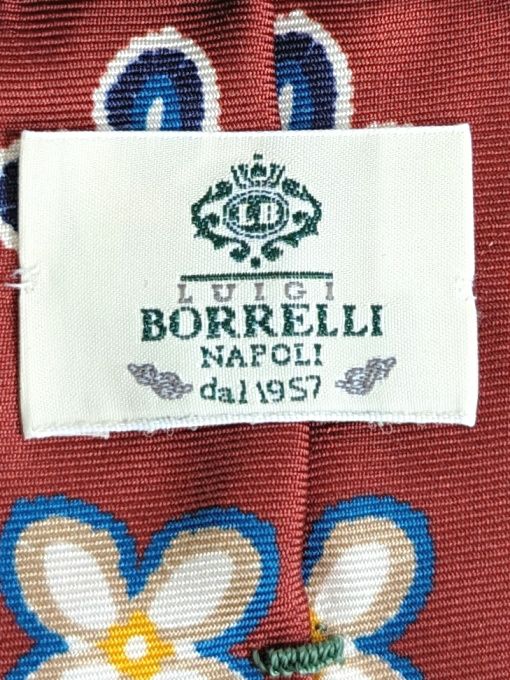 LB
LUIGI
BORRELLI
NAPOLI
dal 1957